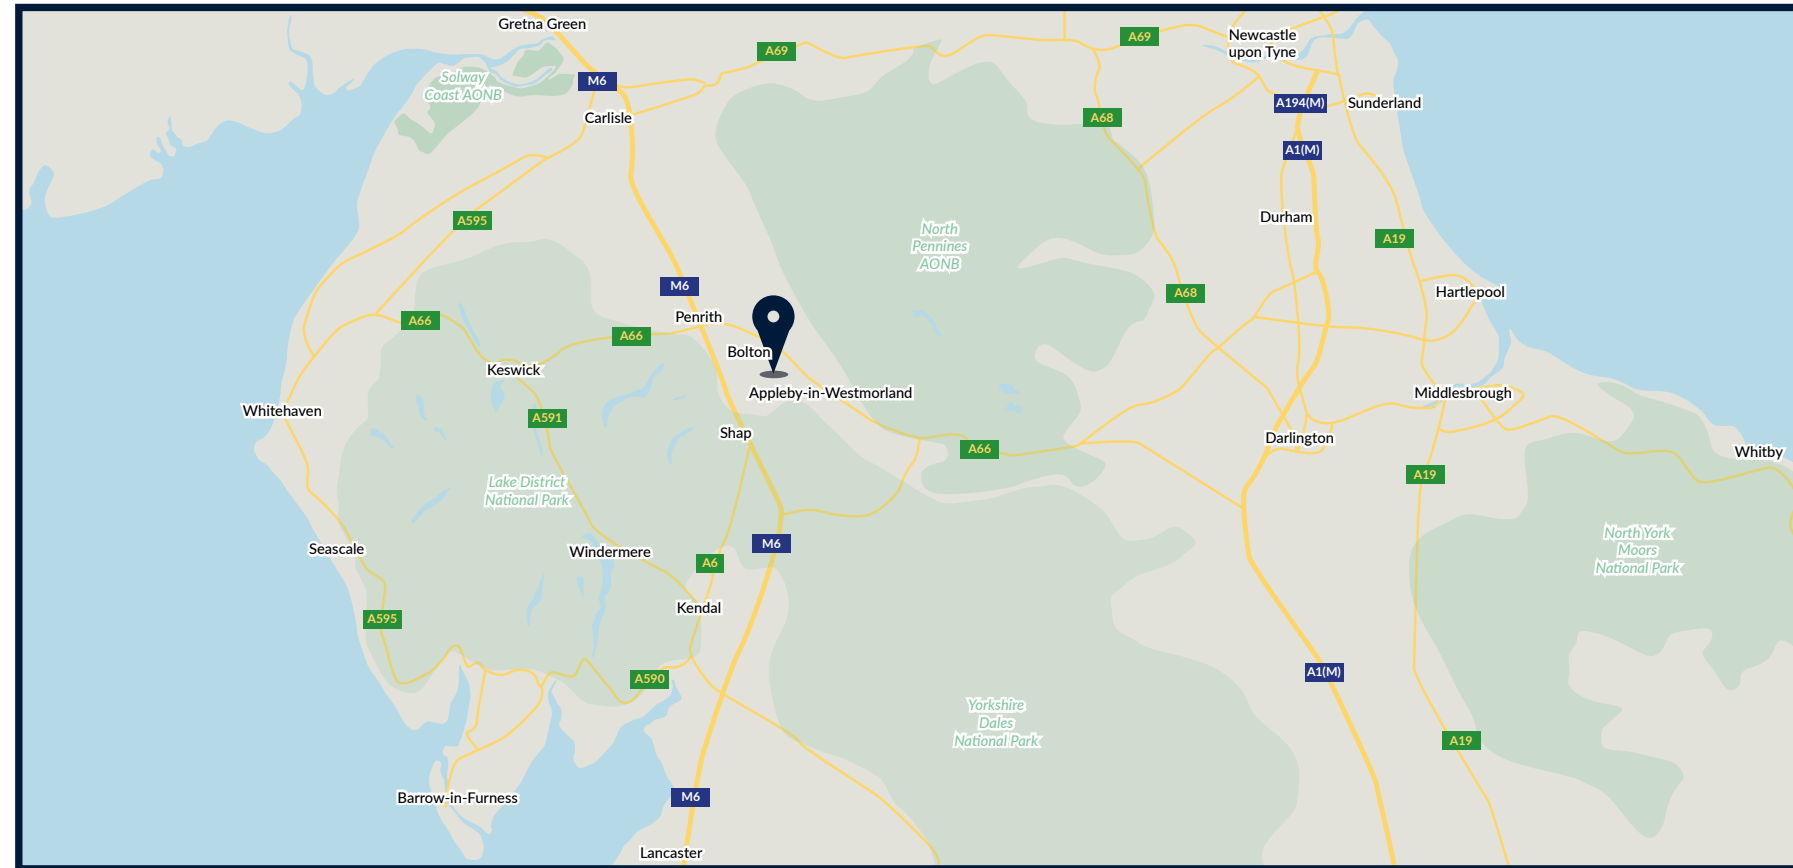 Gretna Green
A69
A69
Newcastle
upon Tyne
Solway
Coast AONB
M6
A194(M)
Sunderland
Carlisle
A68
A1(M)
A595
Durham
North
Pennines
AONB
A19
M6
A68
Hartlepool
Penrith
A66
A66
Bolton
Keswick
Appleby-in-Westmorland
Middlesbrough
Whitehaven
A591
Shap
Darlington
A66
Whitby
A19
Lake District
National Park
North York
Moors
National Park
Seascale
Windermere
M6
A6
Kendal
A595
A590
A1(M)
Yorkshire
Dales
National Park
A19
Barrow-in-Furness
M6
Lancaster